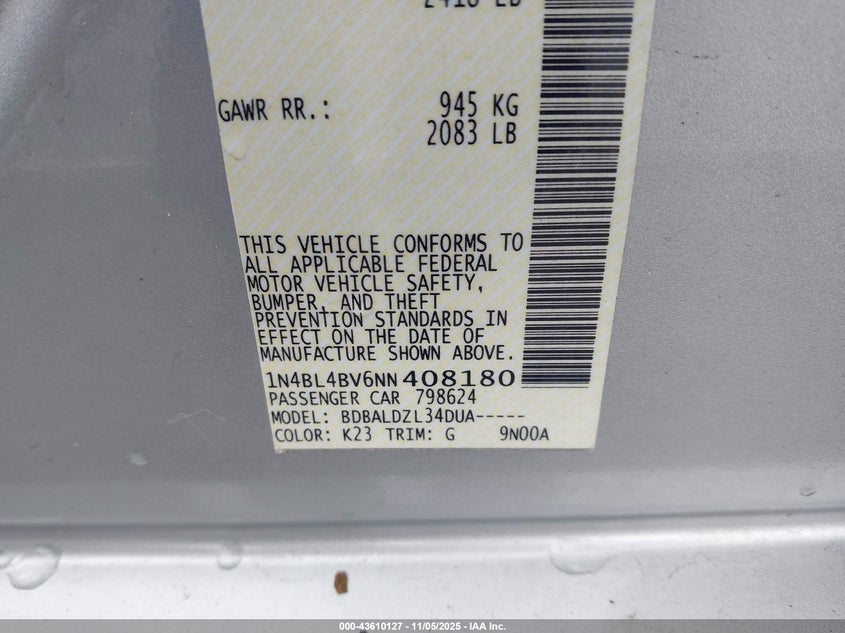 2416 LB
GAWR RR.: 945 KG
2083 LB
THIS VEHICLE CONFORMS TO
ALL APPLICABLE FEDERAL
MOTOR VEHICLE SAFETY,
BUMPER, AND THEFT
PREVENTION STANDARDS IN
EFFECT ON THE DATE OF
MANUFACTURE SHOWN ABOVE.
1N4BL4BV6NN408180
PASSENGER CAR 798624
MODEL: BDBALDZL34DUA-----
COLOR: K23 TRIM: G 9N00A
000-43610127 - 11/05/2025 - IAA Inc.